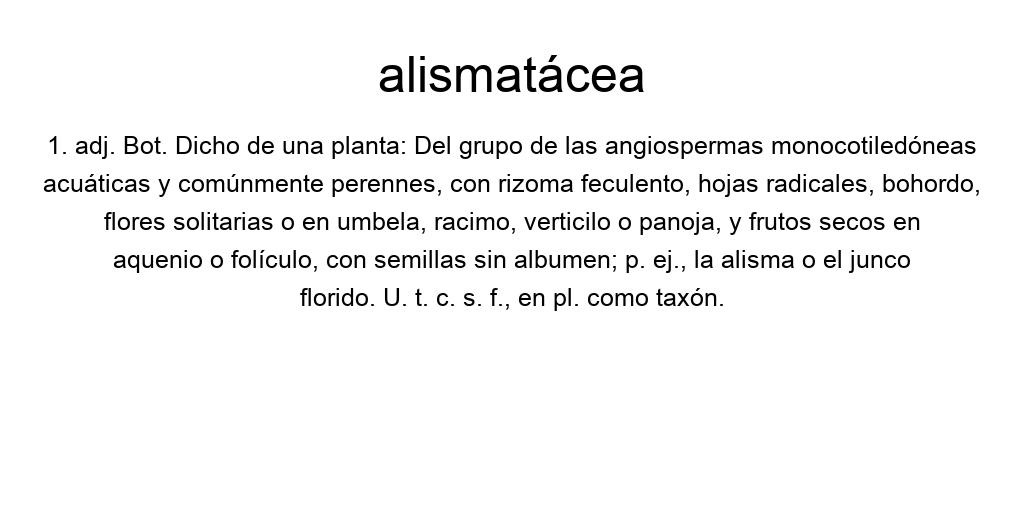 alismatácea
1. adj. Bot. Dicho de una planta: Del grupo de las angiospermas monocotiledóneas
acuáticas y comúnmente perennes, con rizoma feculento, hojas radicales, bohordo,
flores solitarias o en umbela, racimo, verticilo o panoja, y frutos secos en
aquenio o folículo, con semillas sin albumen; p. ej., la alisma o el junco
florido. U. t. c. s. f., en pl. como taxón.